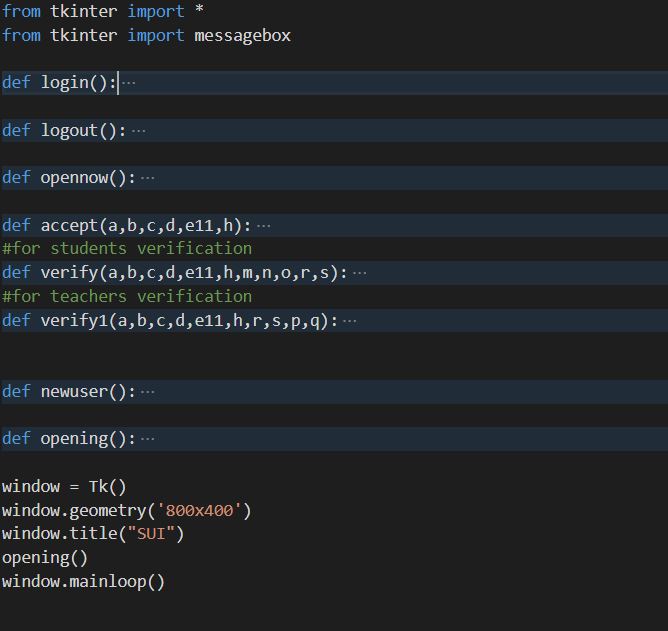 from tkinter import *
from tkinter import messagebox
def login():···
def logout():···
def opennow():···
def accept(a,b,c,d,e11,h):···
#for students verification
def verify(a,b,c,d,e11,h,m,n,o,r,s):···
#for teachers verification
def verify1(a,b,c,d,e11,h,r,s,p,q):···
def newuser():···
def opening():···
window = Tk()
window.geometry('800x400')
window.title("SUI")
opening()
window.mainloop()